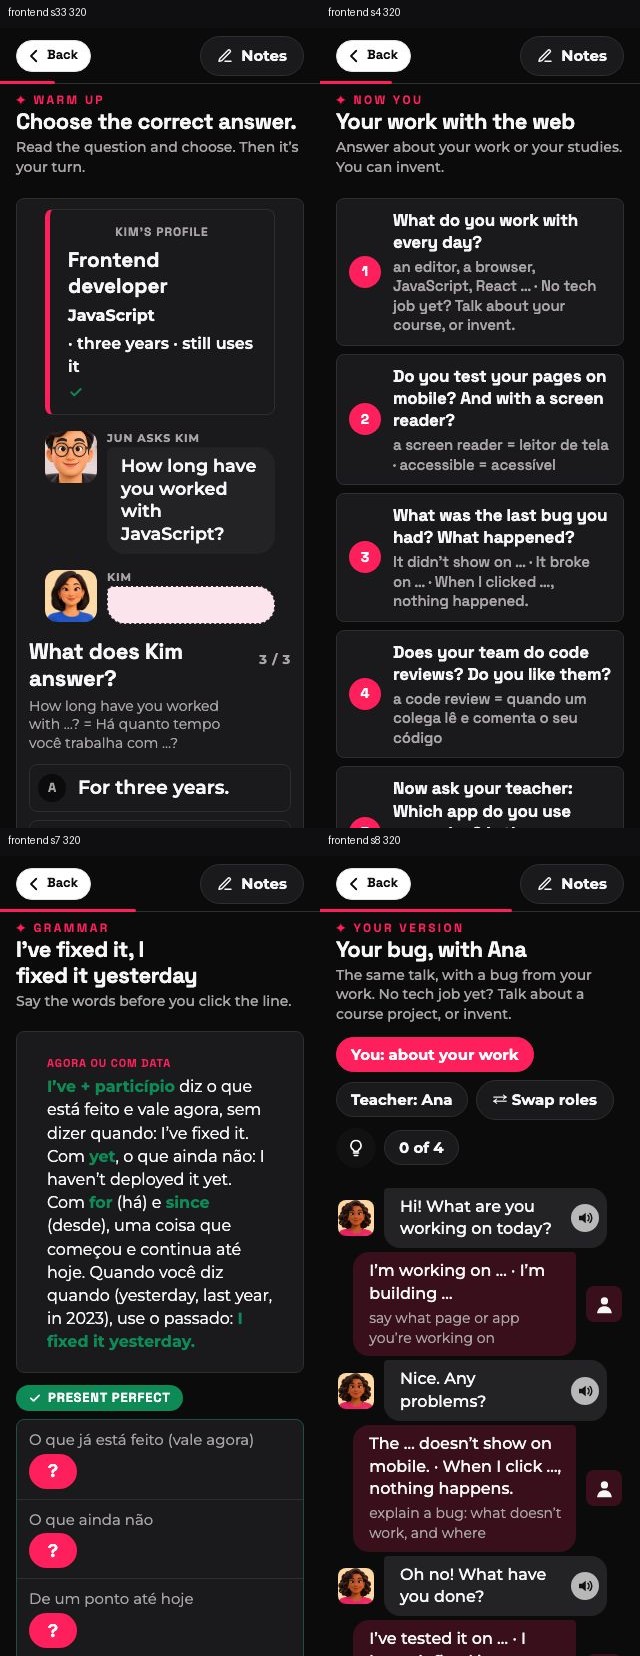 frontend s33 320
Back
Notes
WARM UP
Choose the correct answer.
Read the question and choose. Then it's
your turn.
KIM'S PROFILE
Frontend
developer
JavaScript
· three years · still uses
it
JUN ASKS KIM
How long have
you worked
with
JavaScript?
KIM
What does Kim
answer?
3 / 3
How long have you worked
with …? = Há quanto tempo
você trabalha com …?
A
For three years.
frontend s4 320
Back
Notes
NOW YOU
Your work with the web
Answer about your work or your studies.
You can invent.
1
What do you work with
every day?
an editor, a browser,
JavaScript, React … · No tech
job yet? Talk about your
course, or invent.
2
Do you test your pages on
mobile? And with a screen
reader?
a screen reader = leitor de tela
· accessible = acessível
3
What was the last bug you
had? What happened?
It didn't show on … · It broke
on … · When I clicked …,
nothing happened.
4
Does your team do code
reviews? Do you like them?
a code review = quando um
colega lê e comenta o seu
código
Now ask your teacher:
Which app do you use
frontend s7 320
Back
Notes
GRAMMAR
I've fixed it, I
fixed it yesterday
Say the words before you click the line.
AGORA OU COM DATA
I've + particípio diz o que
está feito e vale agora, sem
dizer quando: I've fixed it.
Com yet, o que ainda não: I
haven't deployed it yet.
Com for (há) e since
(desde), uma coisa que
começou e continua até
hoje. Quando você diz
quando (yesterday, last year,
in 2023), use o passado: I
fixed it yesterday.
PRESENT PERFECT
O que já está feito (vale agora)
?
O que ainda não
?
De um ponto até hoje
?
frontend s8 320
Back
Notes
YOUR VERSION
Your bug, with Ana
The same talk, with a bug from your
work. No tech job yet? Talk about a
course project, or invent.
You: about your work
Teacher: Ana
Swap roles
0 of 4
Hi! What are you
working on today?
I'm working on … · I'm
building …
say what page or app
you're working on
Nice. Any
problems?
The … doesn't show on
mobile. · When I click …,
nothing happens.
explain a bug: what doesn't
work, and where
Oh no! What have
you done?
I've tested it on … · I